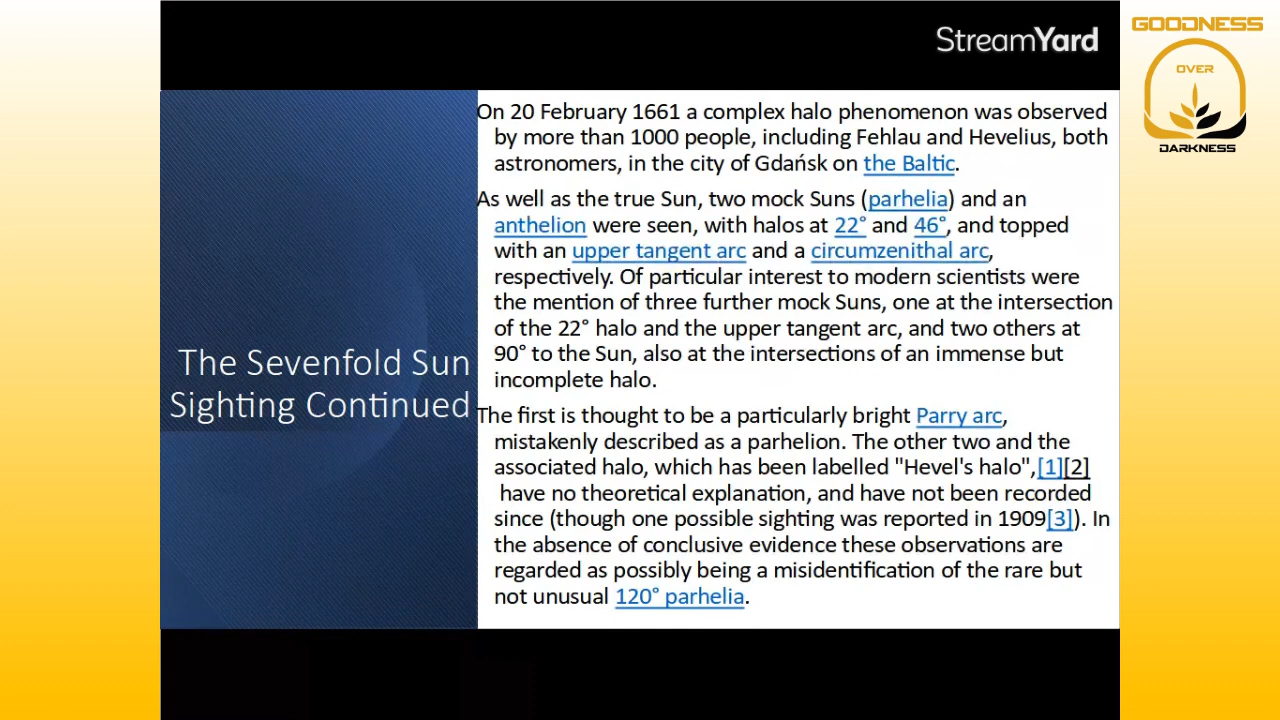 StreamYard
GOODNESS
OVER
DARKNESS
The Sevenfold Sun
Sighting Continued
On 20 February 1661 a complex halo phenomenon was observed
by more than 1000 people, including Fehlau and Hevelius, both
astronomers, in the city of Gdańsk on the Baltic.
As well as the true Sun, two mock Suns (parhelia) and an
anthelion were seen, with halos at 22° and 46°, and topped
with an upper tangent arc and a circumzenithal arc,
respectively. Of particular interest to modern scientists were
the mention of three further mock Suns, one at the intersection
of the 22° halo and the upper tangent arc, and two others at
90° to the Sun, also at the intersections of an immense but
incomplete halo.
The first is thought to be a particularly bright Parry arc,
mistakenly described as a parhelion. The other two and the
associated halo, which has been labelled "Hevel's halo",[1][2]
have no theoretical explanation, and have not been recorded
since (though one possible sighting was reported in 1909[3]). In
the absence of conclusive evidence these observations are
regarded as possibly being a misidentification of the rare but
not unusual 120° parhelia.